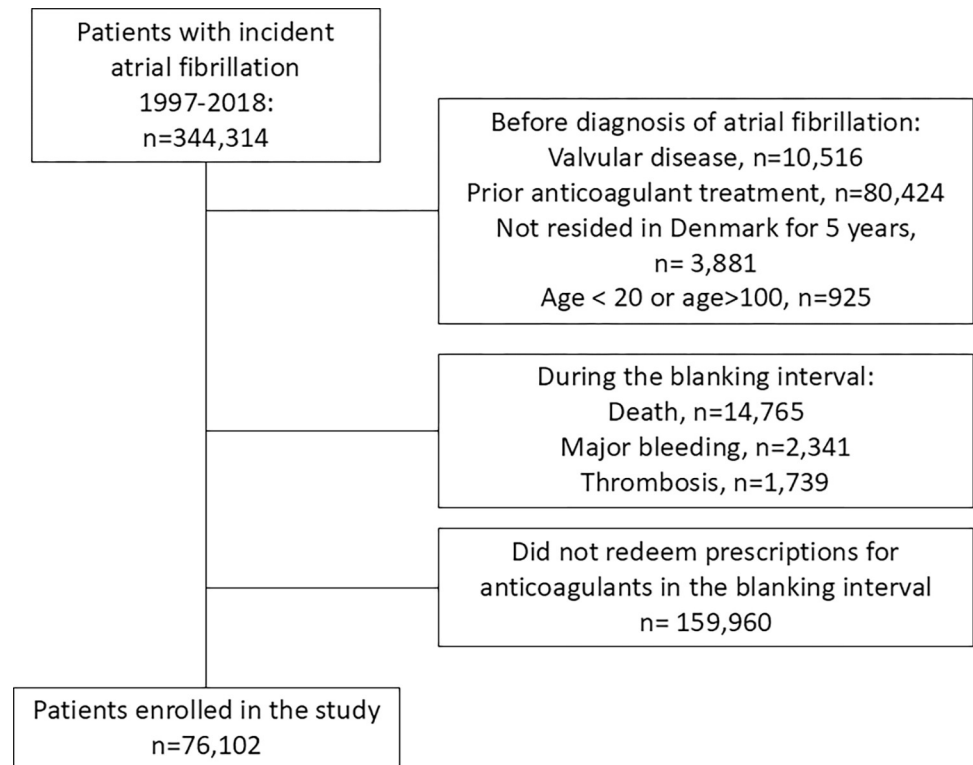 Patients with incident
atrial fibrillation
1997-2018:
n=344,314
Before diagnosis of atrial fibrillation:
Valvular disease, n=10,516
Prior anticoagulant treatment, n=80,424
Not resided in Denmark for 5 years,
n= 3,881
Age < 20 or age>100, n=925
During the blanking interval:
Death, n=14,765
Major bleeding, n=2,341
Thrombosis, n=1,739
Did not redeem prescriptions for
anticoagulants in the blanking interval
n= 159,960
Patients enrolled in the study
n=76,102